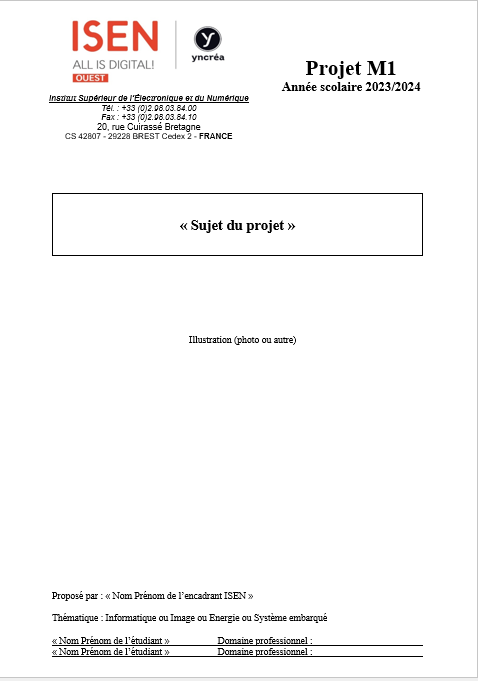 ISEN
ALL IS DIGITAL!
OUEST
y
yncréa
Projet M1
Année scolaire 2023/2024
Institut Supérieur de l'Électronique et du Numérique
Tél. : +33 (0)2.98.03.84.00
Fax : +33 (0)2.98.03.84.10
20, rue Cuirassé Bretagne
CS 42807 - 29228 BREST Cedex 2 - FRANCE
« Sujet du projet »
Illustration (photo ou autre)
Proposé par : « Nom Prénom de l'encadrant ISEN »
Thématique : Informatique ou Image ou Energie ou Système embarqué
« Nom Prénom de l'étudiant » Domaine professionnel :
« Nom Prénom de l'étudiant » Domaine professionnel :